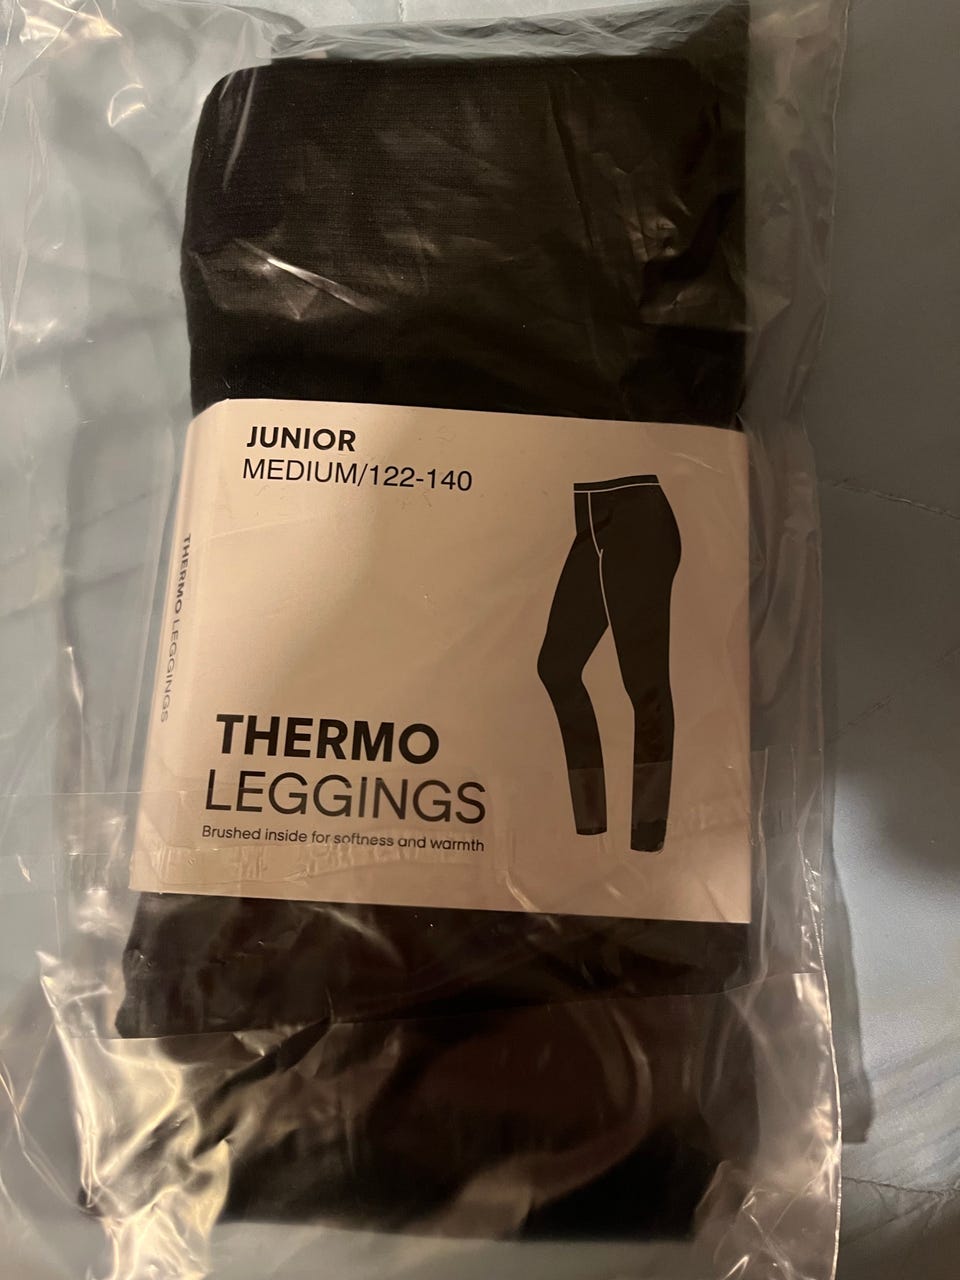 JUNIOR
MEDIUM/122-140
THERMO LEGGINGS
THERMO
LEGGINGS
Brushed inside for softness and warmth